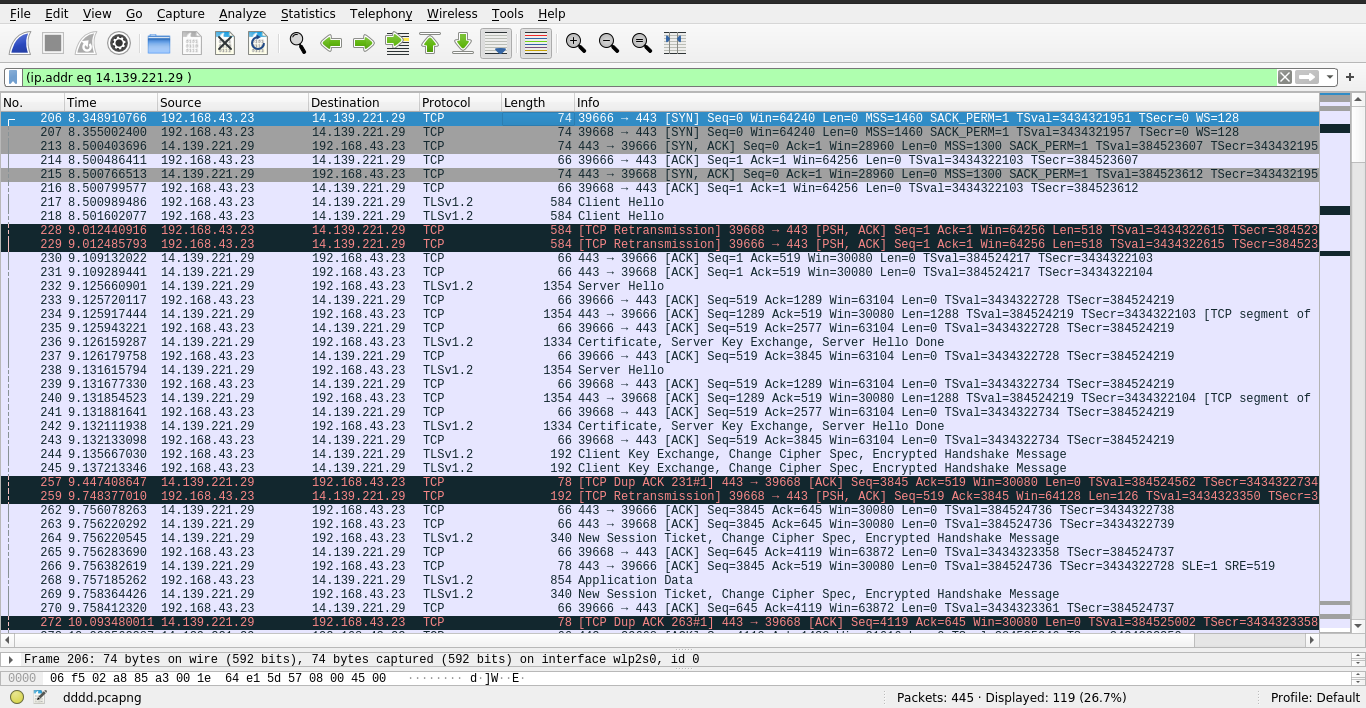 File Edit View Go Capture Analyze Statistics Telephony Wireless Tools Help
(ip.addr eq 14.139.221.29 )
No. Time Source Destination Protocol Length Info
206 8.348910766 192.168.43.23 14.139.221.29 TCP 74 39666 → 443 [SYN] Seq=0 Win=64240 Len=0 MSS=1460 SACK_PERM=1 TSval=3434321951 TSecr=0 WS=128
207 8.355002400 192.168.43.23 14.139.221.29 TCP 74 39668 → 443 [SYN] Seq=0 Win=64240 Len=0 MSS=1460 SACK_PERM=1 TSval=3434321957 TSecr=0 WS=128
213 8.500403696 14.139.221.29 192.168.43.23 TCP 74 443 → 39666 [SYN, ACK] Seq=0 Ack=1 Win=28960 Len=0 MSS=1300 SACK_PERM=1 TSval=384523607 TSecr=343432195
214 8.500486411 192.168.43.23 14.139.221.29 TCP 66 39666 → 443 [ACK] Seq=1 Ack=1 Win=64256 Len=0 TSval=3434322103 TSecr=384523607
215 8.500766513 14.139.221.29 192.168.43.23 TCP 74 443 → 39668 [SYN, ACK] Seq=0 Ack=1 Win=28960 Len=0 MSS=1300 SACK_PERM=1 TSval=384523612 TSecr=343432195
216 8.500799577 192.168.43.23 14.139.221.29 TCP 66 39668 → 443 [ACK] Seq=1 Ack=1 Win=64256 Len=0 TSval=3434322103 TSecr=384523612
217 8.500989486 192.168.43.23 14.139.221.29 TLSv1.2 584 Client Hello
218 8.501602077 192.168.43.23 14.139.221.29 TLSv1.2 584 Client Hello
228 9.012440916 192.168.43.23 14.139.221.29 TCP 584 [TCP Retransmission] 39668 → 443 [PSH, ACK] Seq=1 Ack=1 Win=64256 Len=518 TSval=3434322615 TSecr=384523
229 9.012485793 192.168.43.23 14.139.221.29 TCP 584 [TCP Retransmission] 39666 → 443 [PSH, ACK] Seq=1 Ack=1 Win=64256 Len=518 TSval=3434322615 TSecr=384523
230 9.109132022 14.139.221.29 192.168.43.23 TCP 66 443 → 39666 [ACK] Seq=1 Ack=519 Win=30080 Len=0 TSval=384524217 TSecr=3434322103
231 9.109289441 14.139.221.29 192.168.43.23 TCP 66 443 → 39668 [ACK] Seq=1 Ack=519 Win=30080 Len=0 TSval=384524217 TSecr=3434322104
232 9.125660901 14.139.221.29 192.168.43.23 TLSv1.2 1354 Server Hello
233 9.125720117 192.168.43.23 14.139.221.29 TCP 66 39666 → 443 [ACK] Seq=519 Ack=1289 Win=63104 Len=0 TSval=3434322728 TSecr=384524219
234 9.125917444 14.139.221.29 192.168.43.23 TCP 1354 443 → 39666 [ACK] Seq=1289 Ack=519 Win=30080 Len=1288 TSval=384524219 TSecr=3434322103 [TCP segment of
235 9.125943221 192.168.43.23 14.139.221.29 TCP 66 39666 → 443 [ACK] Seq=519 Ack=2577 Win=63104 Len=0 TSval=3434322728 TSecr=384524219
236 9.126159287 14.139.221.29 192.168.43.23 TLSv1.2 1334 Certificate, Server Key Exchange, Server Hello Done
237 9.126179758 192.168.43.23 14.139.221.29 TCP 66 39666 → 443 [ACK] Seq=519 Ack=3845 Win=63104 Len=0 TSval=3434322728 TSecr=384524219
238 9.131615794 14.139.221.29 192.168.43.23 TLSv1.2 1354 Server Hello
239 9.131677330 192.168.43.23 14.139.221.29 TCP 66 39668 → 443 [ACK] Seq=519 Ack=1289 Win=63104 Len=0 TSval=3434322734 TSecr=384524219
240 9.131854523 14.139.221.29 192.168.43.23 TCP 1354 443 → 39668 [ACK] Seq=1289 Ack=519 Win=30080 Len=1288 TSval=384524219 TSecr=3434322104 [TCP segment of
241 9.131881641 192.168.43.23 14.139.221.29 TCP 66 39668 → 443 [ACK] Seq=519 Ack=2577 Win=63104 Len=0 TSval=3434322734 TSecr=384524219
242 9.132111938 14.139.221.29 192.168.43.23 TLSv1.2 1334 Certificate, Server Key Exchange, Server Hello Done
243 9.132133098 192.168.43.23 14.139.221.29 TCP 66 39668 → 443 [ACK] Seq=519 Ack=3845 Win=63104 Len=0 TSval=3434322734 TSecr=384524219
244 9.135667030 192.168.43.23 14.139.221.29 TLSv1.2 192 Client Key Exchange, Change Cipher Spec, Encrypted Handshake Message
245 9.137213346 192.168.43.23 14.139.221.29 TLSv1.2 192 Client Key Exchange, Change Cipher Spec, Encrypted Handshake Message
257 9.447408647 14.139.221.29 192.168.43.23 TCP 78 [TCP Dup ACK 231#1] 443 → 39668 [ACK] Seq=3845 Ack=519 Win=30080 Len=0 TSval=384524562 TSecr=3434322734
259 9.748377010 192.168.43.23 14.139.221.29 TCP 192 [TCP Retransmission] 39668 → 443 [PSH, ACK] Seq=519 Ack=3845 Win=64128 Len=126 TSval=3434323350 TSecr=3
262 9.756078263 14.139.221.29 192.168.43.23 TCP 66 443 → 39666 [ACK] Seq=3845 Ack=645 Win=30080 Len=0 TSval=384524736 TSecr=3434322738
263 9.756220292 14.139.221.29 192.168.43.23 TCP 66 443 → 39668 [ACK] Seq=3845 Ack=645 Win=30080 Len=0 TSval=384524736 TSecr=3434322739
264 9.756220545 14.139.221.29 192.168.43.23 TLSv1.2 340 New Session Ticket, Change Cipher Spec, Encrypted Handshake Message
265 9.756283690 192.168.43.23 14.139.221.29 TCP 66 39668 → 443 [ACK] Seq=645 Ack=4119 Win=63872 Len=0 TSval=3434323358 TSecr=384524737
266 9.756382619 14.139.221.29 192.168.43.23 TCP 78 443 → 39666 [ACK] Seq=3845 Ack=519 Win=30080 Len=0 TSval=384524736 TSecr=3434322728 SLE=1 SRE=519
268 9.757185262 192.168.43.23 14.139.221.29 TLSv1.2 854 Application Data
269 9.758364426 14.139.221.29 192.168.43.23 TLSv1.2 340 New Session Ticket, Change Cipher Spec, Encrypted Handshake Message
270 9.758412320 192.168.43.23 14.139.221.29 TCP 66 39666 → 443 [ACK] Seq=645 Ack=4119 Win=63872 Len=0 TSval=3434323361 TSecr=384524737
272 10.093480011 14.139.221.29 192.168.43.23 TCP 78 [TCP Dup ACK 263#1] 443 → 39668 [ACK] Seq=4119 Ack=645 Win=30080 Len=0 TSval=384525002 TSecr=3434323358
Frame 206: 74 bytes on wire (592 bits), 74 bytes captured (592 bits) on interface wlp2s0, id 0
0000 06 f5 02 a8 85 a3 00 1e 64 e1 5d 57 08 00 45 00 ········ d·]W··E·
dddd.pcapng Packets: 445 · Displayed: 119 (26.7%) Profile: Default